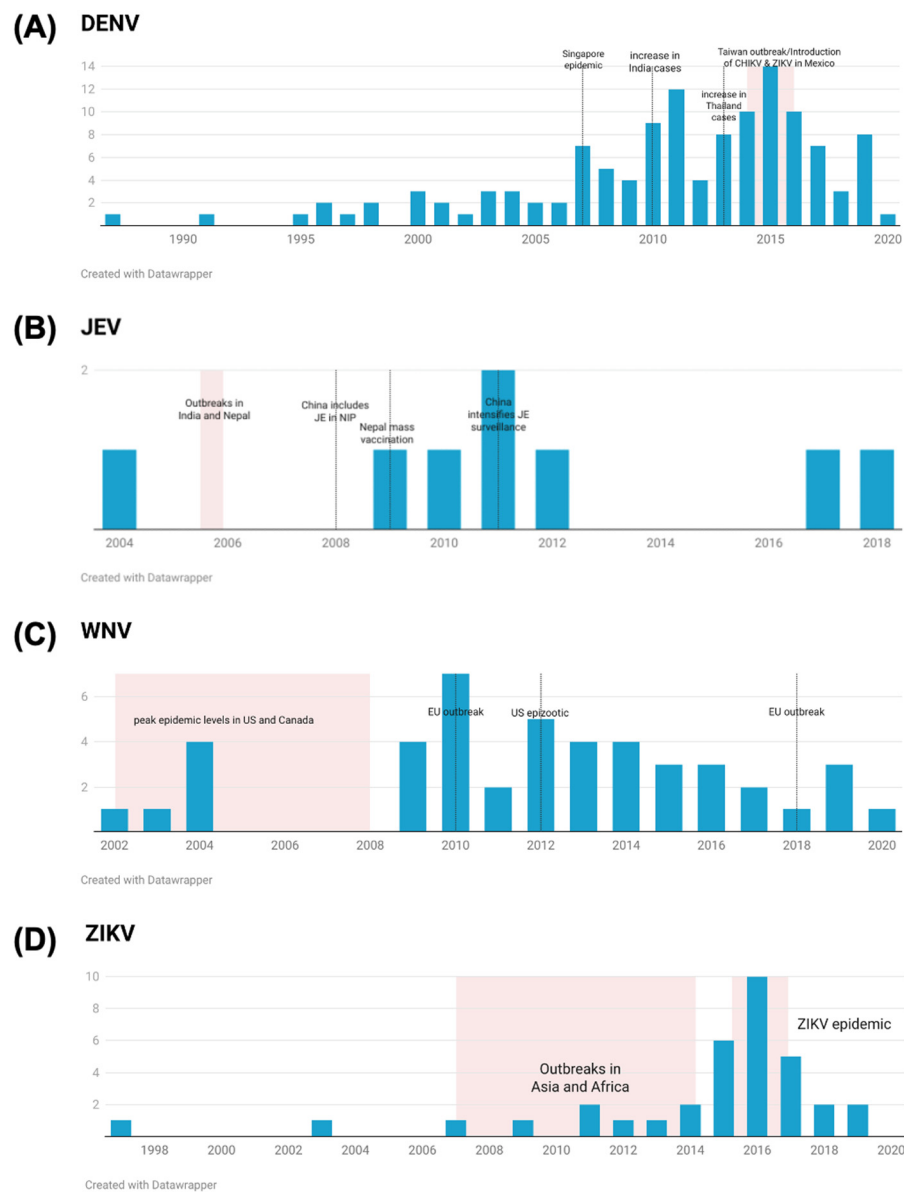 (A) DENV
Singapore
epidemic
increase in
India cases
Taiwan outbreak/Introduction
of CHIKV & ZIKV in Mexico
increase in
Thailand
cases
14
12
10
8
6
4
2
1990 1995 2000 2005 2010 2015 2020
Created with Datawrapper
(B) JEV
2
Outbreaks in
India and Nepal
China includes
JE in NIP
Nepal mass
vaccination
China
intensifies JE
surveillance
2004 2006 2008 2010 2012 2014 2016 2018
Created with Datawrapper
(C) WNV
6
4
2
peak epidemic levels in US and Canada
EU outbreak
US epizootic
EU outbreak
2002 2004 2006 2008 2010 2012 2014 2016 2018 2020
Created with Datawrapper
(D) ZIKV
10
8
6
4
2
Outbreaks in
Asia and Africa
ZIKV epidemic
1998 2000 2002 2004 2006 2008 2010 2012 2014 2016 2018 2020
Created with Datawrapper